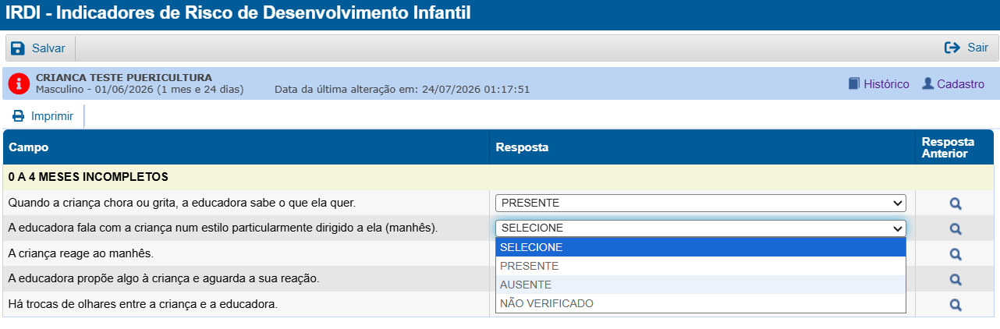 IRDI - Indicadores de Risco de Desenvolvimento Infantil
Salvar
Sair
CRIANCA TESTE PUERICULTURA
Masculino - 01/06/2026 (1 mes e 24 dias) Data da última alteração em: 24/07/2026 01:17:51
Histórico Cadastro
Imprimir
Campo Resposta Resposta Anterior
0 A 4 MESES INCOMPLETOS
Quando a criança chora ou grita, a educadora sabe o que ela quer. PRESENTE
A educadora fala com a criança num estilo particularmente dirigido a ela (manhês). SELECIONE
SELECIONE
A criança reage ao manhês.
PRESENTE
A educadora propõe algo à criança e aguarda a sua reação.
AUSENTE
Há trocas de olhares entre a criança e a educadora.
NÃO VERIFICADO